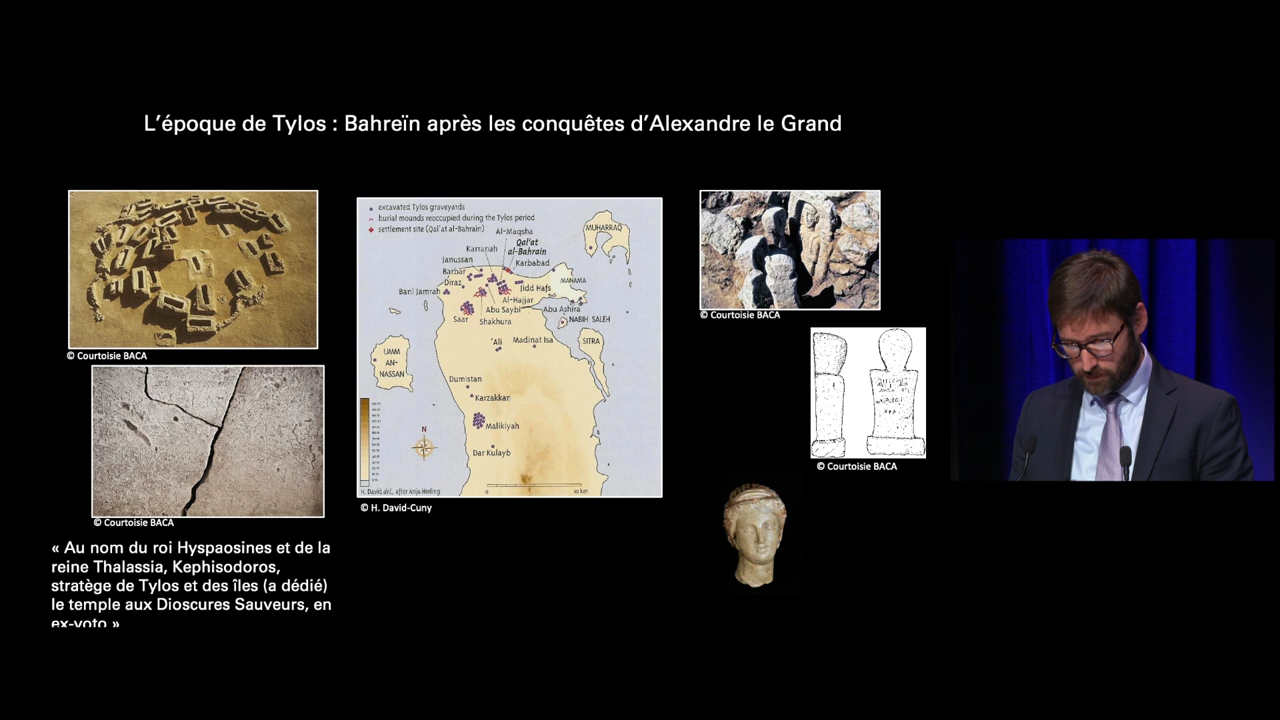 L'époque de Tylos : Bahreïn après les conquêtes d'Alexandre le Grand
© Courtoisie BACA
© Courtoisie BACA
« Au nom du roi Hyspaosines et de la
reine Thalassia, Kephisodoros,
stratège de Tylos et des îles (a dédié)
le temple aux Dioscures Sauveurs, en
ex-voto »
excavated Tylos graveyards
burial mounds reoccupied during the Tylos period
settlement site (Qal'at al-Bahrain)
Al-Maqsha
MUHARRAQ
Qal'at
al-Bahrain
Karranah
Janussan
Karbabad
Barbar
Diraz
MANAMA
Bani Jamrah
Jidd Hafs
Al-Hajjar
Abu Saybi
Abu Ashira
Saar
Shakhura
NABIH SALEH
'Ali
Madinat Isa
SITRA
UMM
AN-
NASSAN
Dumistan
Karzakkan
N
Malikiyah
Dar Kulayb
0 10 km
© H. David-Cuny
© Courtoisie BACA
© Courtoisie BACA